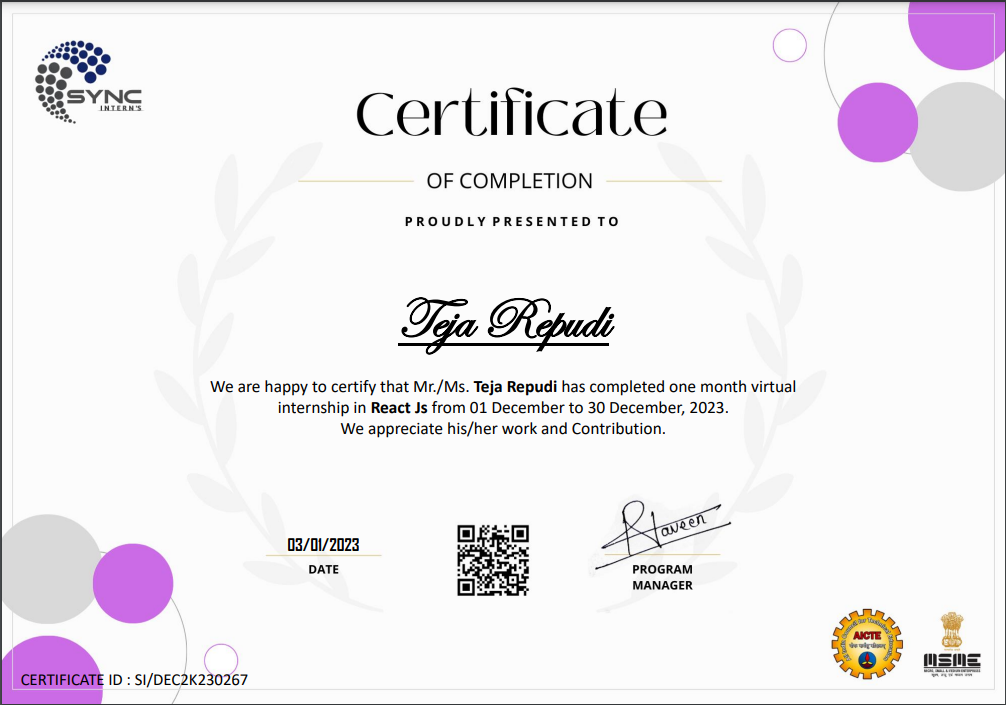 SYNC
INTERN'S
Certificate
OF COMPLETION
PROUDLY PRESENTED TO
Teja Repudi
We are happy to certify that Mr./Ms. Teja Repudi has completed one month virtual
internship in React Js from 01 December to 30 December, 2023.
We appreciate his/her work and Contribution.
03/01/2023
DATE
PROGRAM
MANAGER
AICTE
MSME
CERTIFICATE ID : SI/DEC2K230267